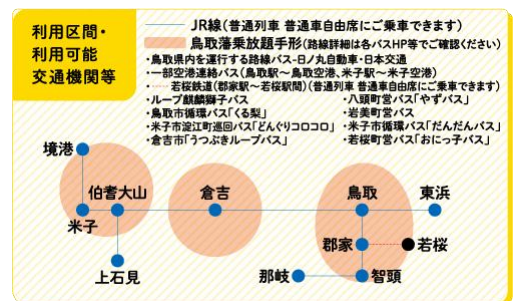 利用区間・
利用可能
交通機関等
JR線(普通列車 普通車自由席にご乗車できます)
鳥取藩乗放題手形(路線詳細は各バスHP等でご確認ください)
・鳥取県内を運行する路線バス-日ノ丸自動車・日本交通
・一部空港連絡バス(鳥取駅〜鳥取空港、米子駅〜米子空港)
・若桜鉄道(郡家駅〜若桜駅間)(普通列車 普通車自由席にご乗車できます)
・ループ麒麟獅子バス
・八頭町営バス「やずバス」
・鳥取市循環バス「くる梨」
・岩美町営バス
・米子市淀江町巡回バス「どんぐりコロコロ」
・米子市循環バス「だんだんバス」
・倉吉市「うつぶきループバス」
・若桜町営バス「おにっ子バス」
境港
伯耆大山
倉吉
鳥取
東浜
米子
郡家
若桜
上石見
那岐
智頭